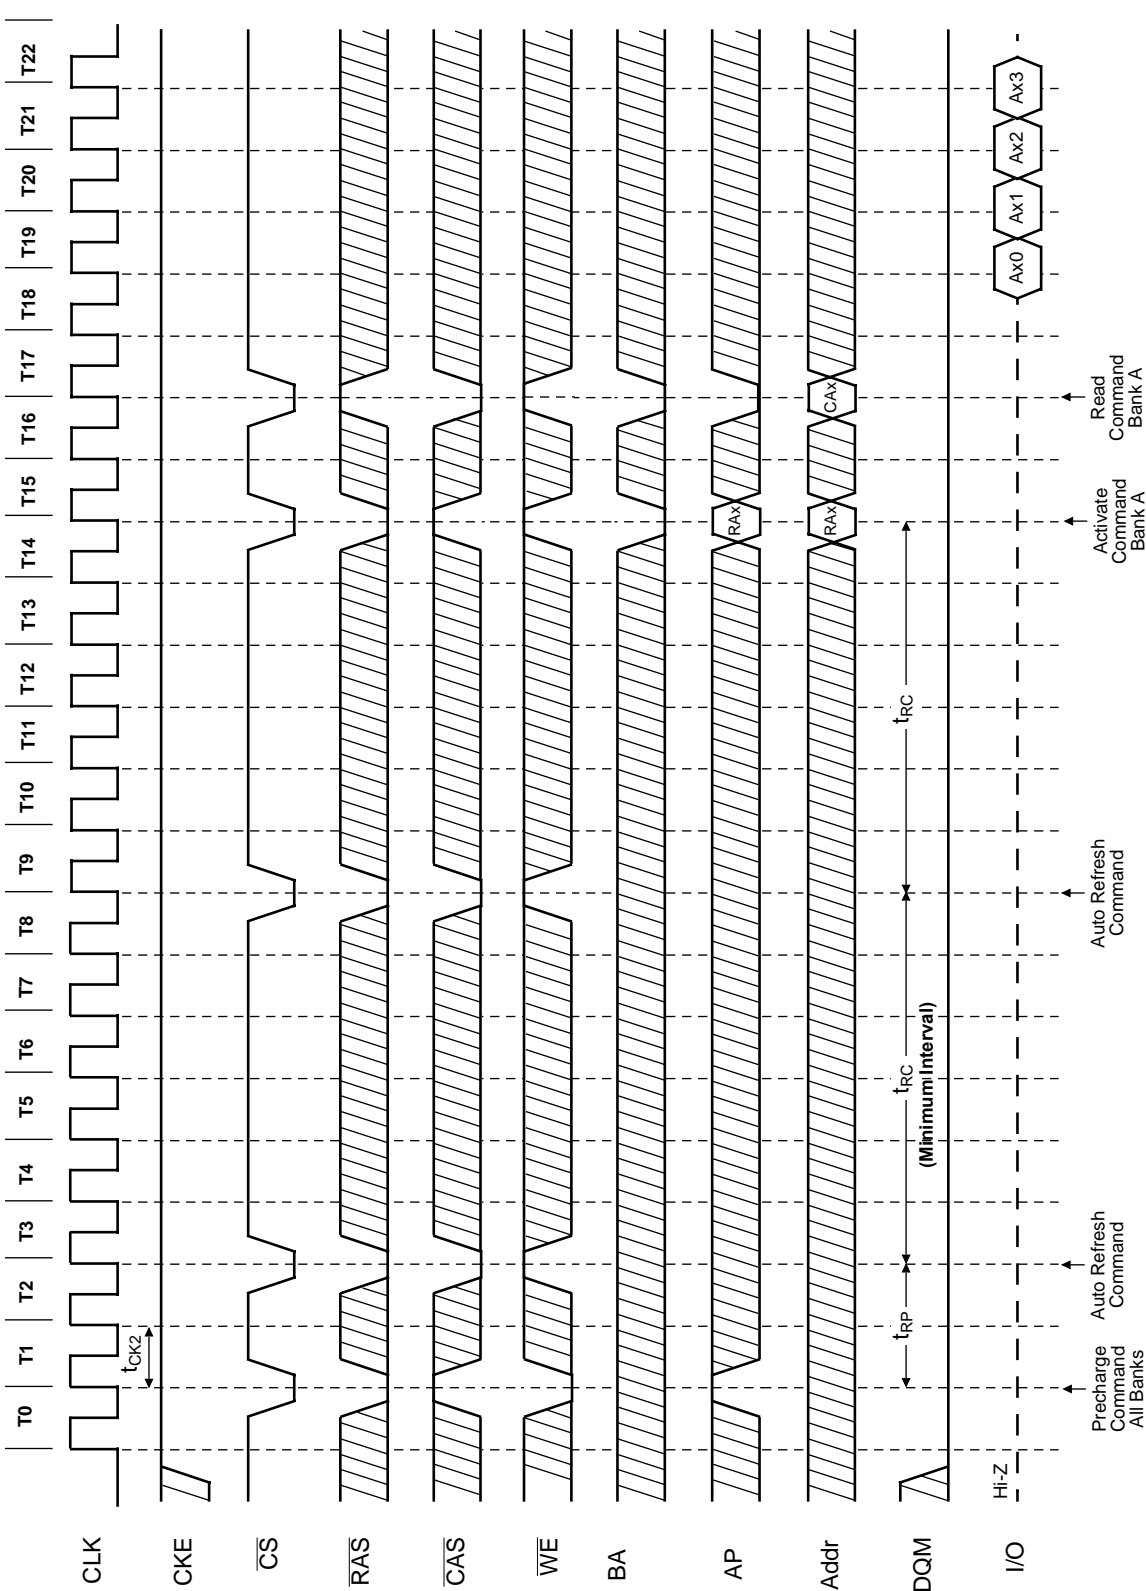 T0 T1 T2 T3 T4 T5 T6 T7 T8 T9 T10 T11 T12 T13 T14 T15 T16 T17 T18 T19 T20 T21 T22
CLK
tCK2
CKE
CS
RAS
CAS
WE
BA
AP
RAx
Addr
RAx
CAx
DQM
tRP
tRC
(Minimum Interval)
tRC
I/O
Hi-Z
Ax0
Ax1
Ax2
Ax3
Precharge
Command
All Banks
Auto Refresh
Command
Auto Refresh
Command
Activate
Command
Bank A
Read
Command
Bank A